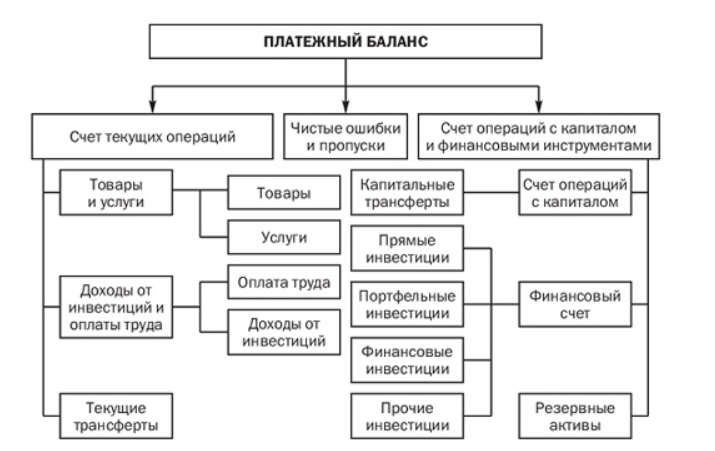 ПЛАТЕЖНЫЙ БАЛАНС
Счет текущих операций
Чистые ошибки
и пропуски
Счет операций с капиталом
и финансовыми инструментами
Товары
и услуги
Товары
Услуги
Доходы от
инвестиций и
оплаты труда
Оплата труда
Доходы от
инвестиций
Текущие
трансферты
Капитальные
трансферты
Счет операций
с капиталом
Прямые
инвестиции
Портфельные
инвестиции
Финансовые
инвестиции
Прочие
инвестиции
Финансовый
счет
Резервные
активы